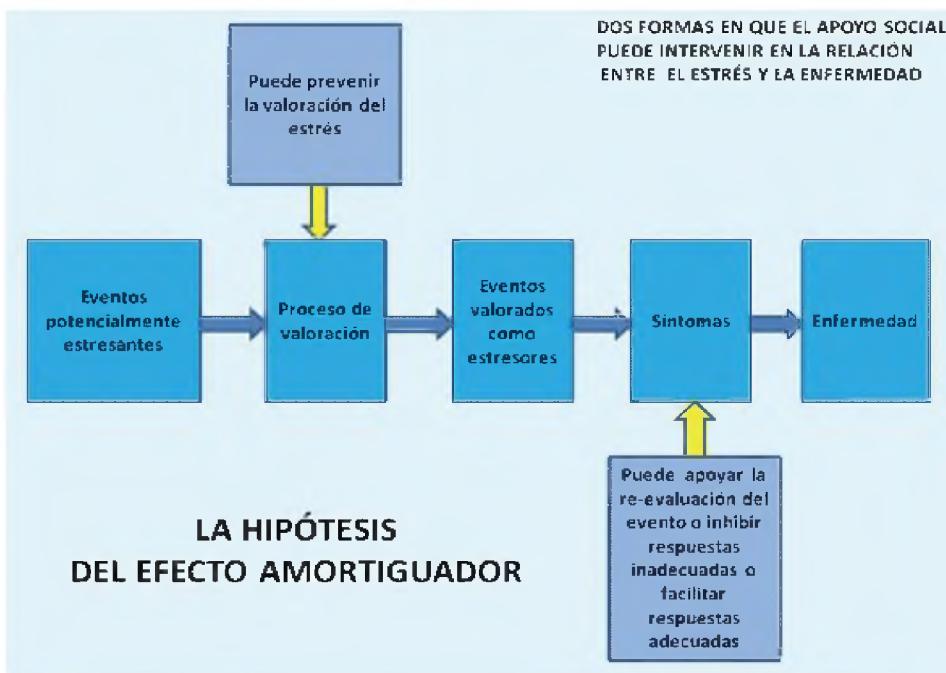 DOS FORMAS EN QUE EL APOYO SOCIAL
PUEDE INTERVENIR EN LA RELACIÓN
ENTRE EL ESTRÉS Y LA ENFERMEDAD
Puede prevenir
la valoración del
estrés
Eventos
potencialmente
estresantes
Proceso de
valoración
Eventos
valorados
como
estresores
Síntomas
Enfermedad
Puede apoyar la
re-evaluación del
evento o inhibir
respuestas
inadecuadas o
facilitar
respuestas
adecuadas
LA HIPÓTESIS
DEL EFECTO AMORTIGUADOR